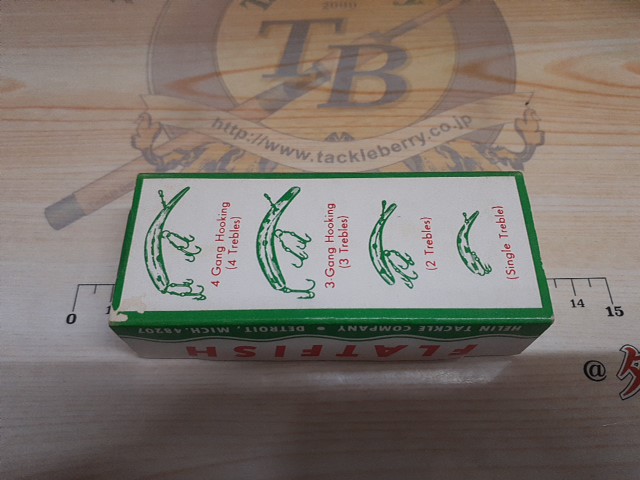 TB
http://www.tackleberry.co.jp
4 Gang Hooking
(4 Trebles)
3-Gang Hooking
(3 Trebles)
(2 Trebles)
(Single Treble)
HELIN TACKLE COMPANY ● DETROIT, MICH. 48207
FLATFISH
0
1
14
15
@